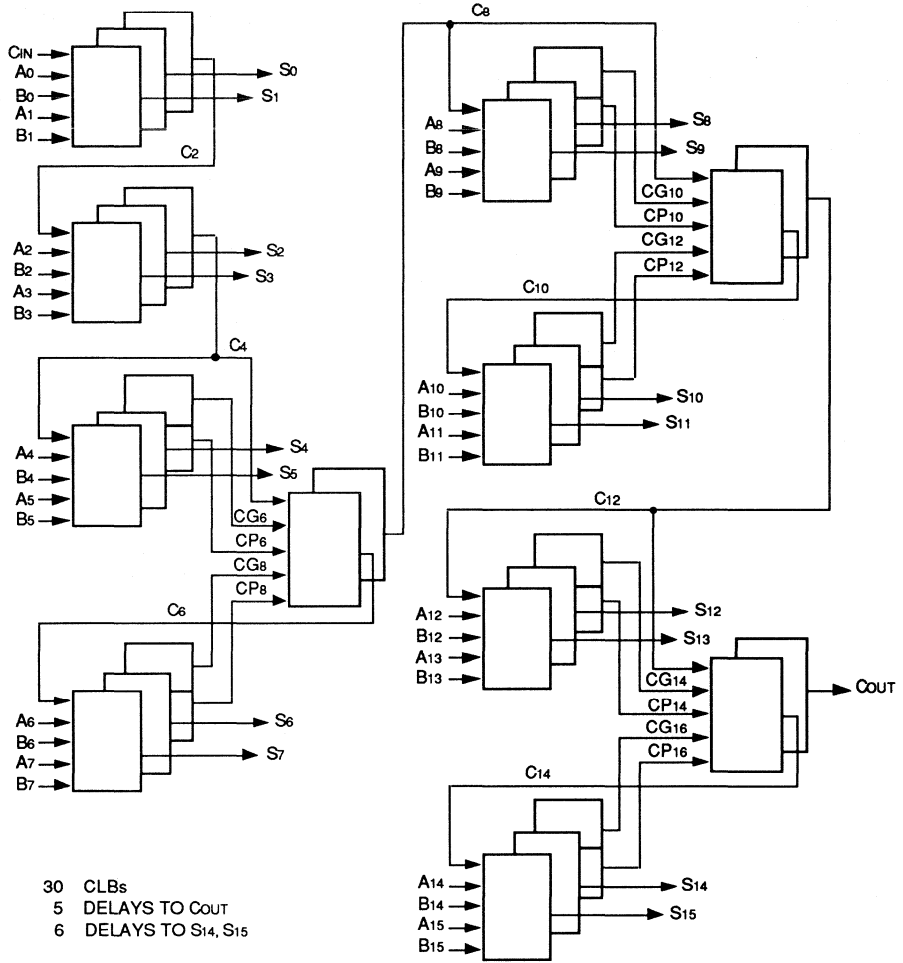 CIN
A0
B0
A1
B1
S0
S1
C2
A2
B2
A3
B3
S2
S3
C4
A4
B4
A5
B5
S4
S5
CG6
CP6
CG8
CP8
C6
A6
B6
A7
B7
S6
S7
C8
A8
B8
A9
B9
S8
S9
CG10
CP10
CG12
CP12
C10
A10
B10
A11
B11
S10
S11
C12
A12
B12
A13
B13
S12
S13
CG14
CP14
CG16
CP16
COUT
C14
A14
B14
A15
B15
S14
S15
30 CLBs
5 DELAYS TO COUT
6 DELAYS TO S14, S15